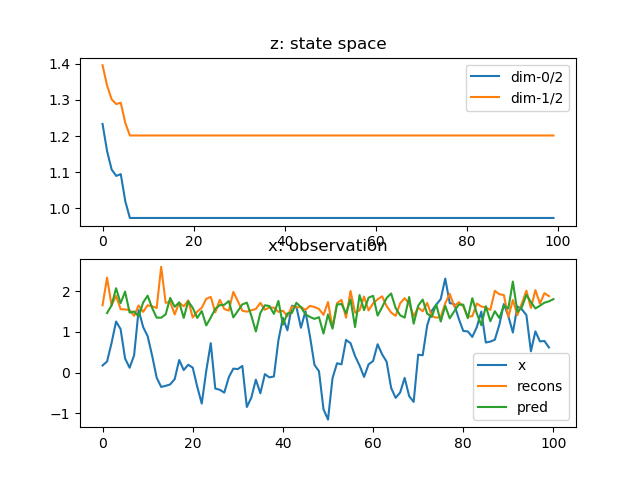 z: state space
1.4
1.3
1.2
1.1
1.0
dim-0/2
dim-1/2
0 20 40 60 80 100
x: observation
2
1
0
−1
x
recons
pred
0 20 40 60 80 100